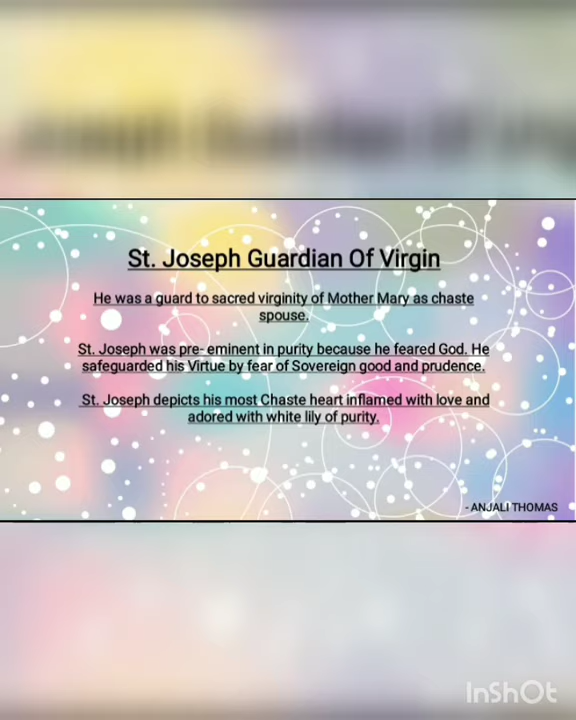 St. Joseph Guardian Of Virgin
He was a guard to sacred virginity of Mother Mary as chaste
spouse.
St. Joseph was pre- eminent in purity because he feared God. He
safeguarded his Virtue by fear of Sovereign good and prudence.
St. Joseph depicts his most Chaste heart inflamed with love and
adored with white lily of purity.
- ANJALI THOMAS
InShOt